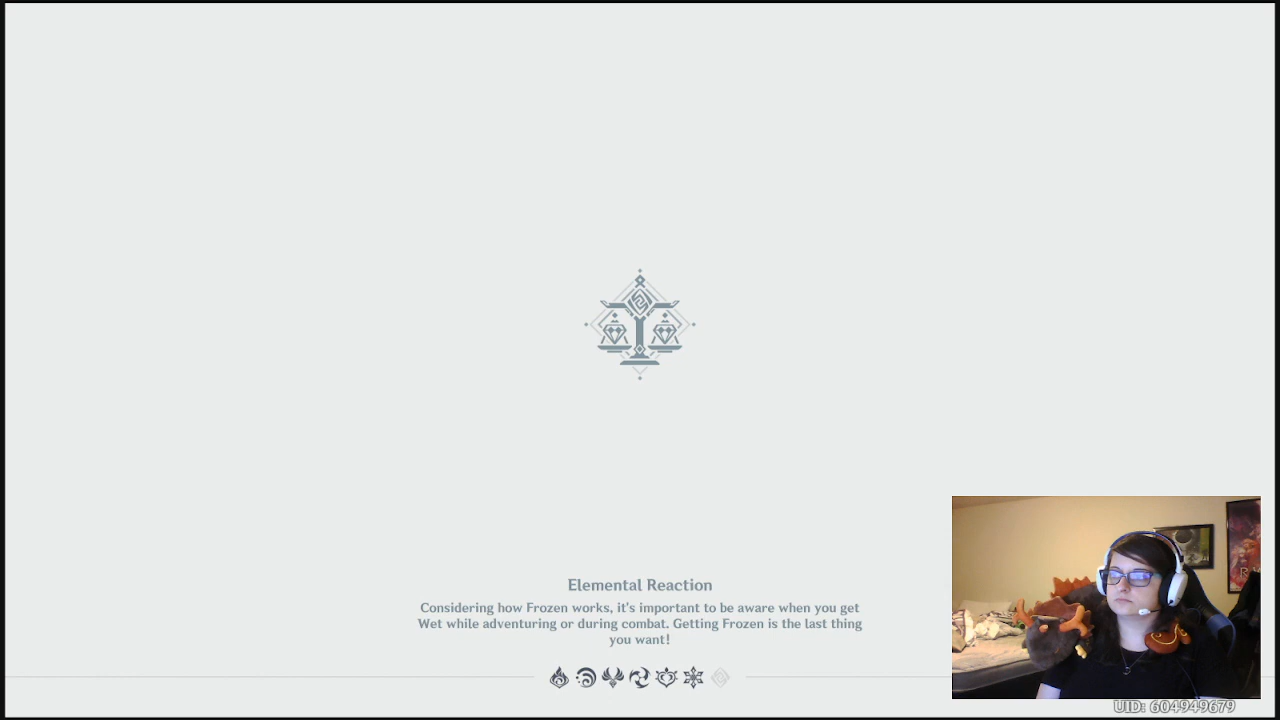 Elemental Reaction
Considering how Frozen works, it's important to be aware when you get
Wet while adventuring or during combat. Getting Frozen is the last thing
you want!
UID: 604949679